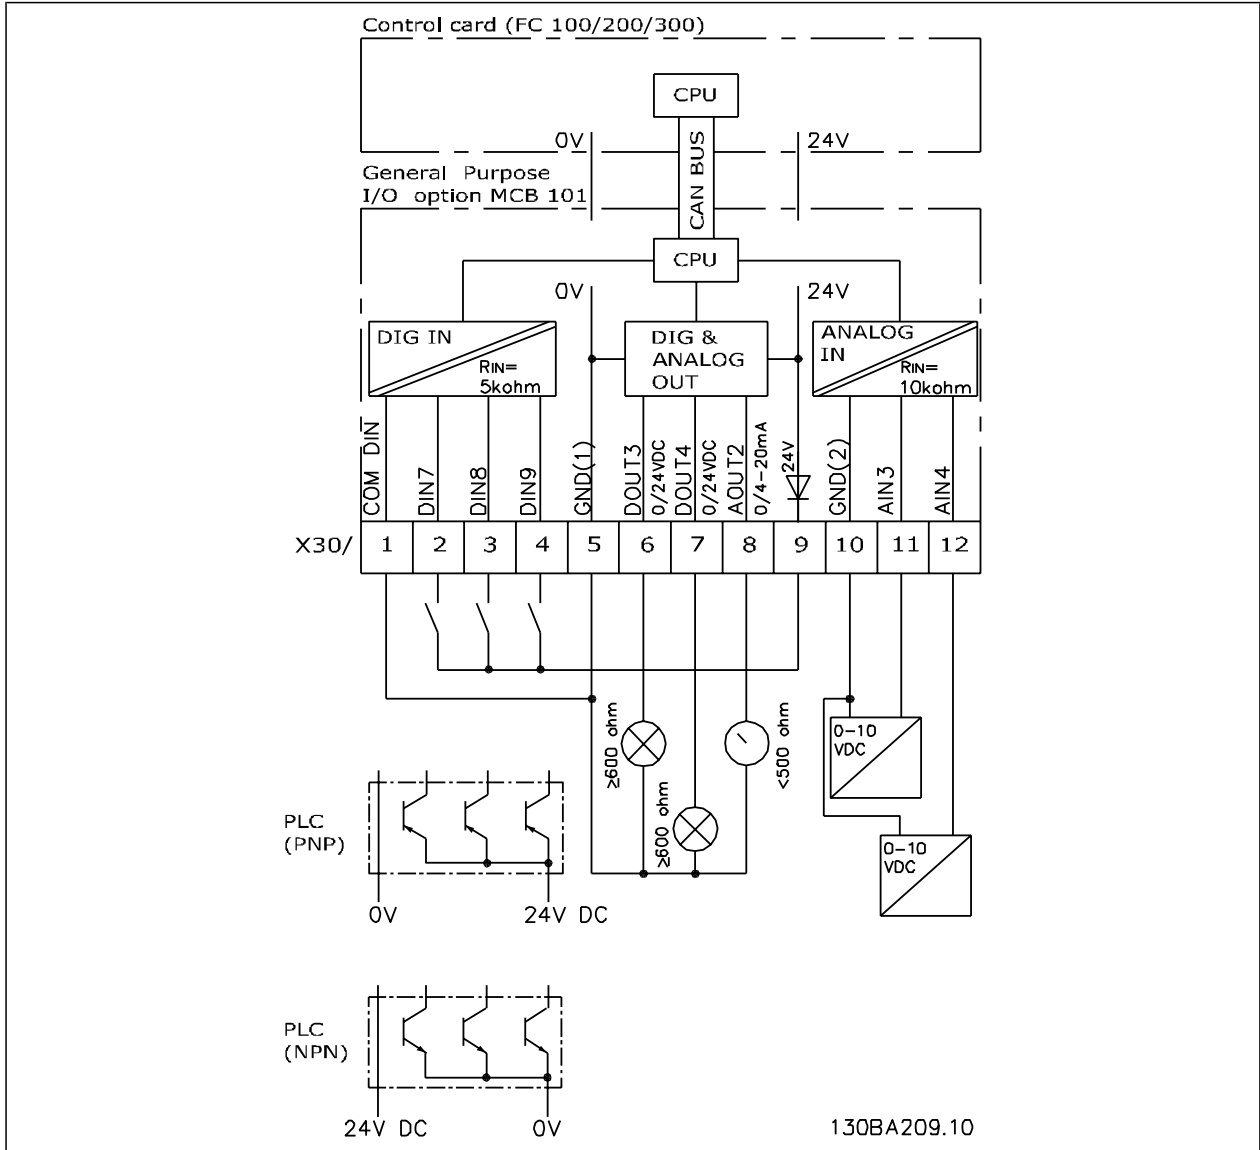 Control card (FC 100/200/300)
CPU
0V
24V
CAN BUS
General Purpose
I/O option MCB 101
CPU
0V
24V
DIG IN
RIN=
5kohm
DIG &
ANALOG
OUT
ANALOG
IN
RIN=
10kohm
COM DIN
DIN7
DIN8
DIN9
GND(1)
DOUT3
0/24VDC
DOUT4
0/24VDC
AOUT2
0/4-20mA
24V
GND(2)
AIN3
AIN4
X30/ 1 2 3 4 5 6 7 8 9 10 11 12
≥600 ohm
≥600 ohm
<500 ohm
0-10
VDC
0-10
VDC
PLC
(PNP)
0V
24V DC
PLC
(NPN)
24V DC
0V
130BA209.10